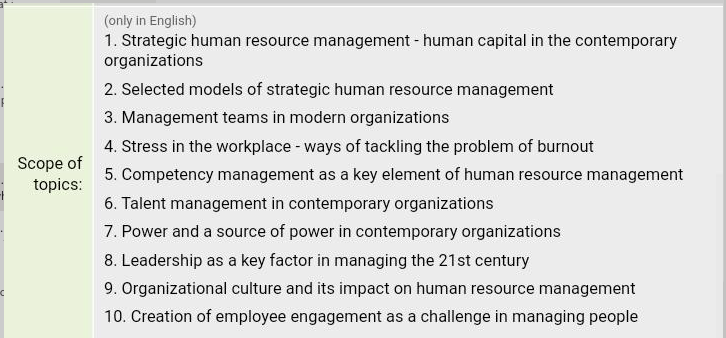 (only in English)
1. Strategic human resource management - human capital in the contemporary
organizations
2. Selected models of strategic human resource management
3. Management teams in modern organizations
4. Stress in the workplace - ways of tackling the problem of burnout
Scope of
topics:
5. Competency management as a key element of human resource management
6. Talent management in contemporary organizations
7. Power and a source of power in contemporary organizations
8. Leadership as a key factor in managing the 21st century
9. Organizational culture and its impact on human resource management
10. Creation of employee engagement as a challenge in managing people